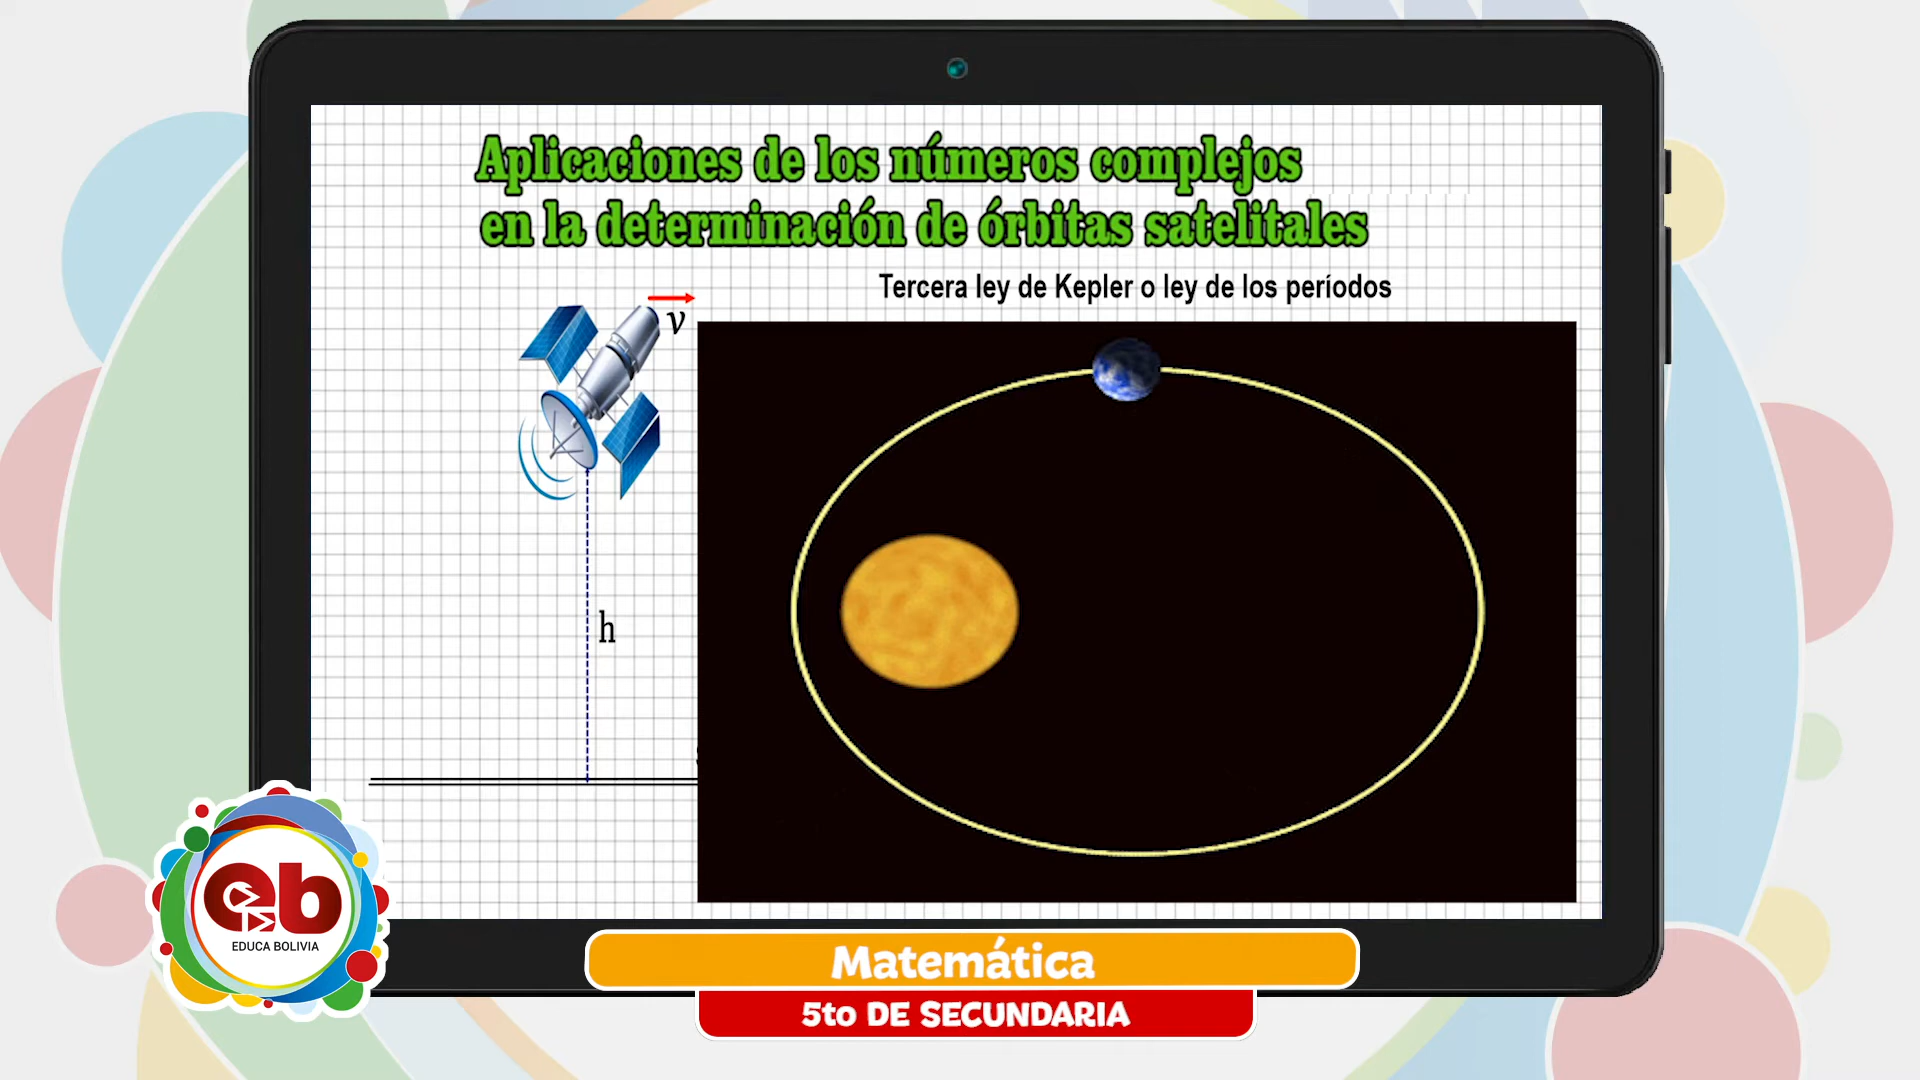 Aplicaciones de los números complejos
en la determinación de órbitas satelitales
Tercera ley de Kepler o ley de los períodos
v
h
eb
EDUCA BOLIVIA
Matemática
5to DE SECUNDARIA